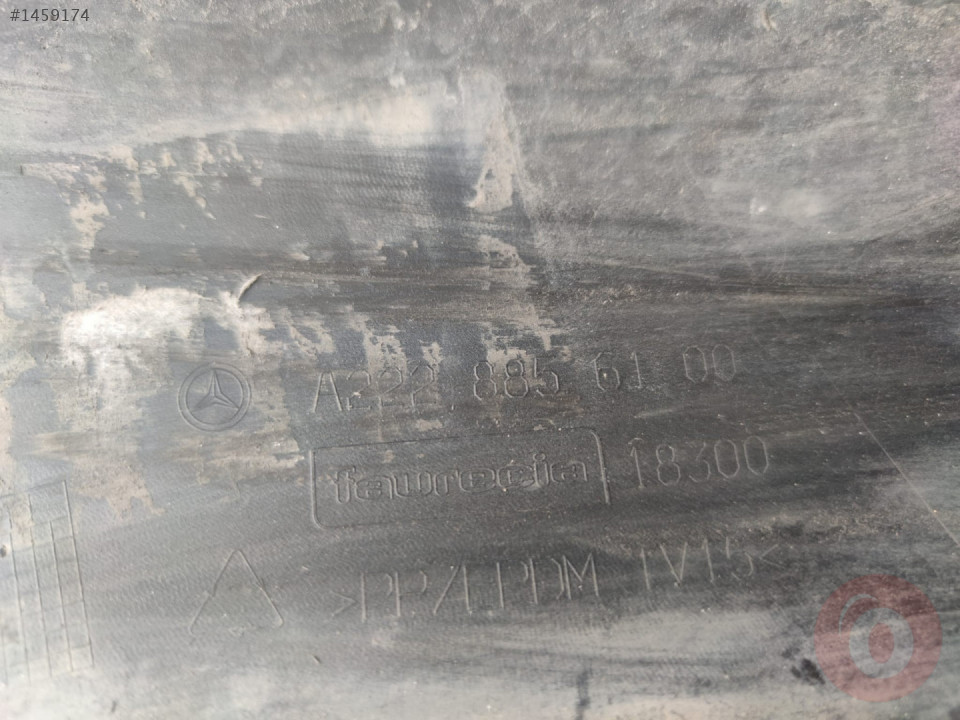 #1459174
A222 885 61 00
faurecia 18300
>PP/EPDM TV15<